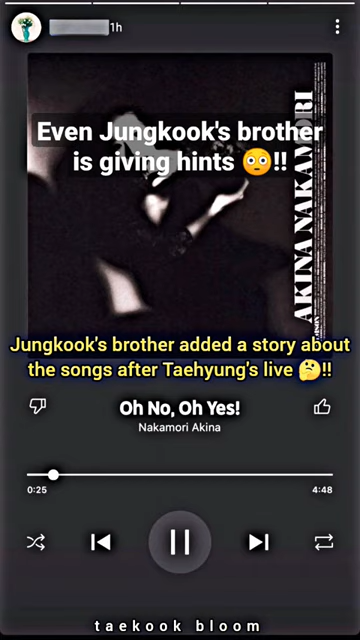 1h
Even Jungkook's brother
is giving hints 😳!!
AKINA NAKAMORI
Jungkook's brother added a story about
the songs after Taehyung's live 🤔!!
Oh No, Oh Yes!
Nakamori Akina
0:25
4:48
taekook bloom